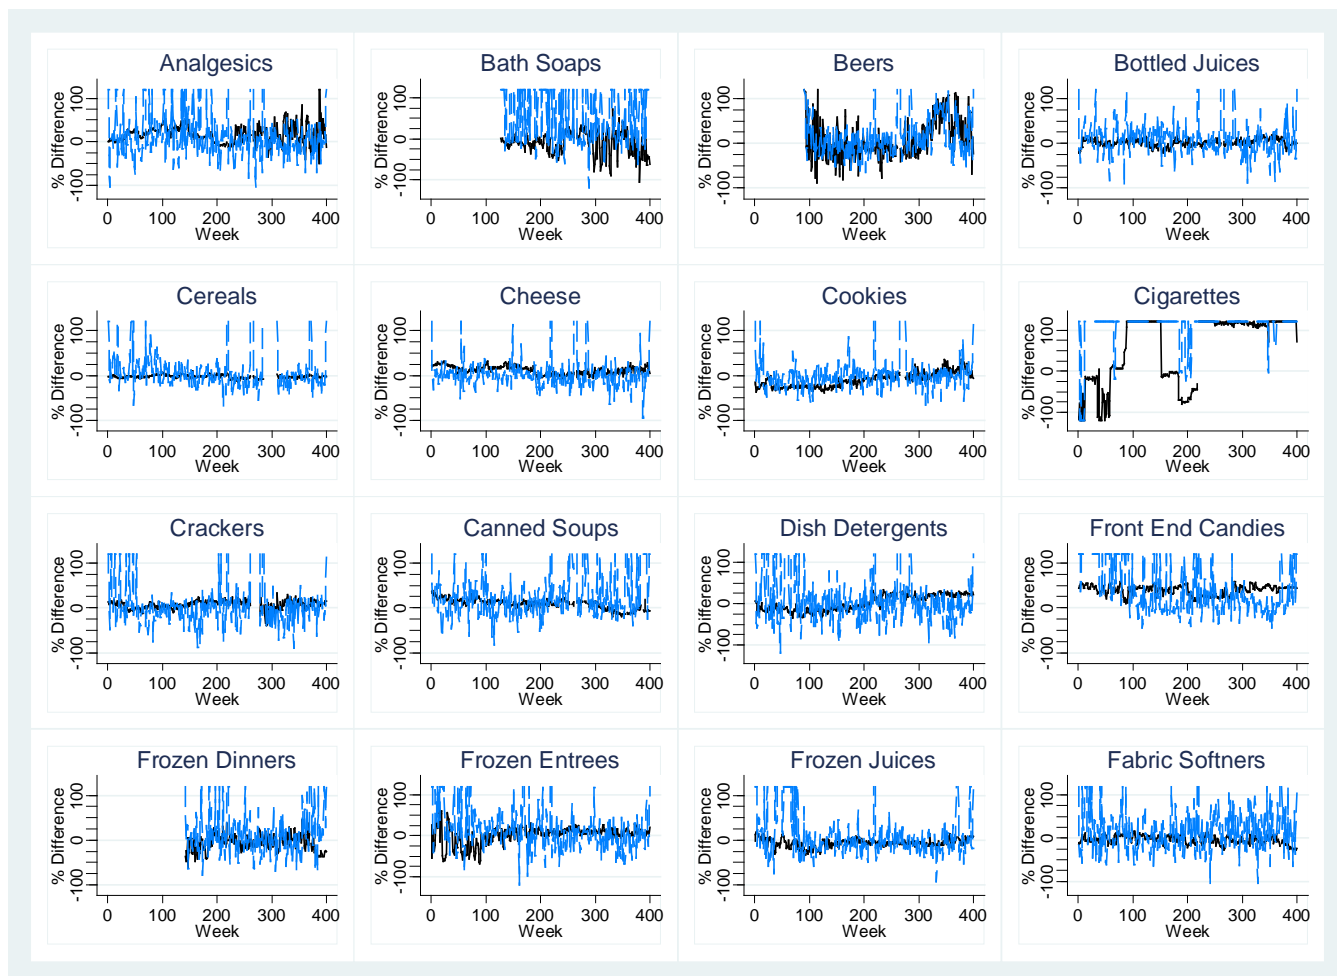 Analgesics
% Difference
100
0
-100
0 100 200 300 400
Week
Bath Soaps
% Difference
100
0
-100
0 100 200 300 400
Week
Beers
% Difference
100
0
-100
0 100 200 300 400
Week
Bottled Juices
% Difference
100
0
-100
0 100 200 300 400
Week
Cereals
% Difference
100
0
-100
0 100 200 300 400
Week
Cheese
% Difference
100
0
-100
0 100 200 300 400
Week
Cookies
% Difference
100
0
-100
0 100 200 300 400
Week
Cigarettes
% Difference
100
0
-100
0 100 200 300 400
Week
Crackers
% Difference
100
0
-100
0 100 200 300 400
Week
Canned Soups
% Difference
100
0
-100
0 100 200 300 400
Week
Dish Detergents
% Difference
100
0
-100
0 100 200 300 400
Week
Front End Candies
% Difference
100
0
-100
0 100 200 300 400
Week
Frozen Dinners
% Difference
100
0
-100
0 100 200 300 400
Week
Frozen Entrees
% Difference
100
0
-100
0 100 200 300 400
Week
Frozen Juices
% Difference
100
0
-100
0 100 200 300 400
Week
Fabric Softners
% Difference
100
0
-100
0 100 200 300 400
Week